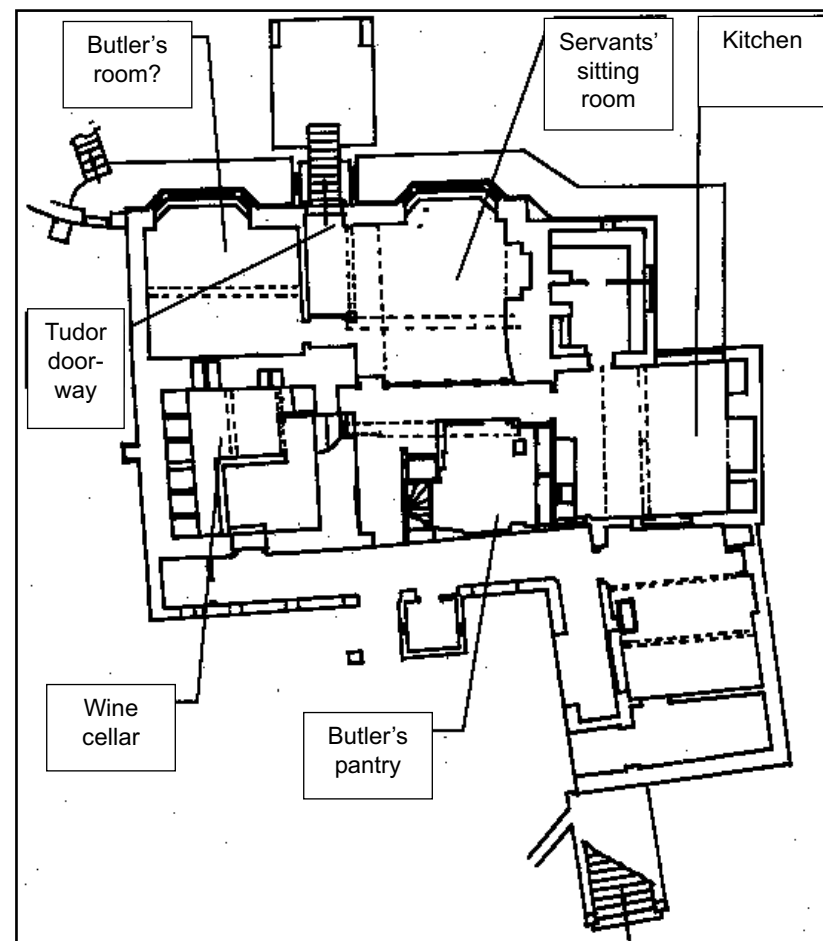 Butler’s
room?
Servants’
sitting
room
Kitchen
Tudor
door-
way
Wine
cellar
Butler’s
pantry